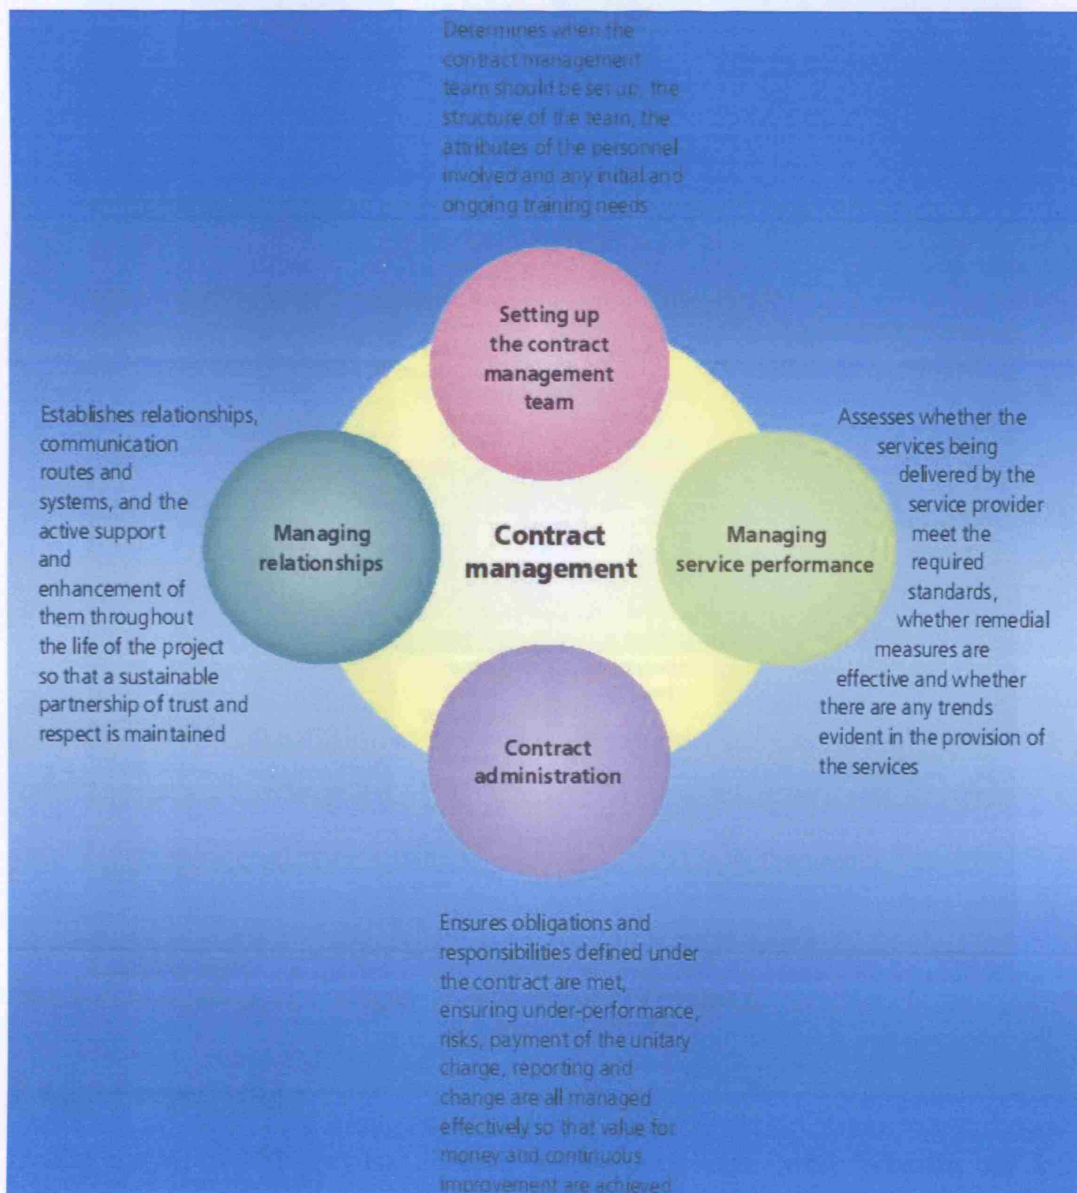 Determines when the
contract management
team should be set up, the
structure of the team, the
attributes of the personnel
involved and any initial and
ongoing training needs
Setting up
the contract
management
team
Establishes relationships,
communication
routes and
systems, and the
active support
and
enhancement of
them throughout
the life of the project
so that a sustainable
partnership of trust and
respect is maintained
Managing
relationships
Contract
management
Managing
service performance
Assesses whether the
services being
delivered by the
service provider
meet the
required
standards,
whether remedial
measures are
effective and whether
there are any trends
evident in the provision of
the services
Contract
administration
Ensures obligations and
responsibilities defined under
the contract are met,
ensuring under-performance,
risks, payment of the unitary
charge, reporting and
change are all managed
effectively so that value for
money and continuous
improvement are achieved